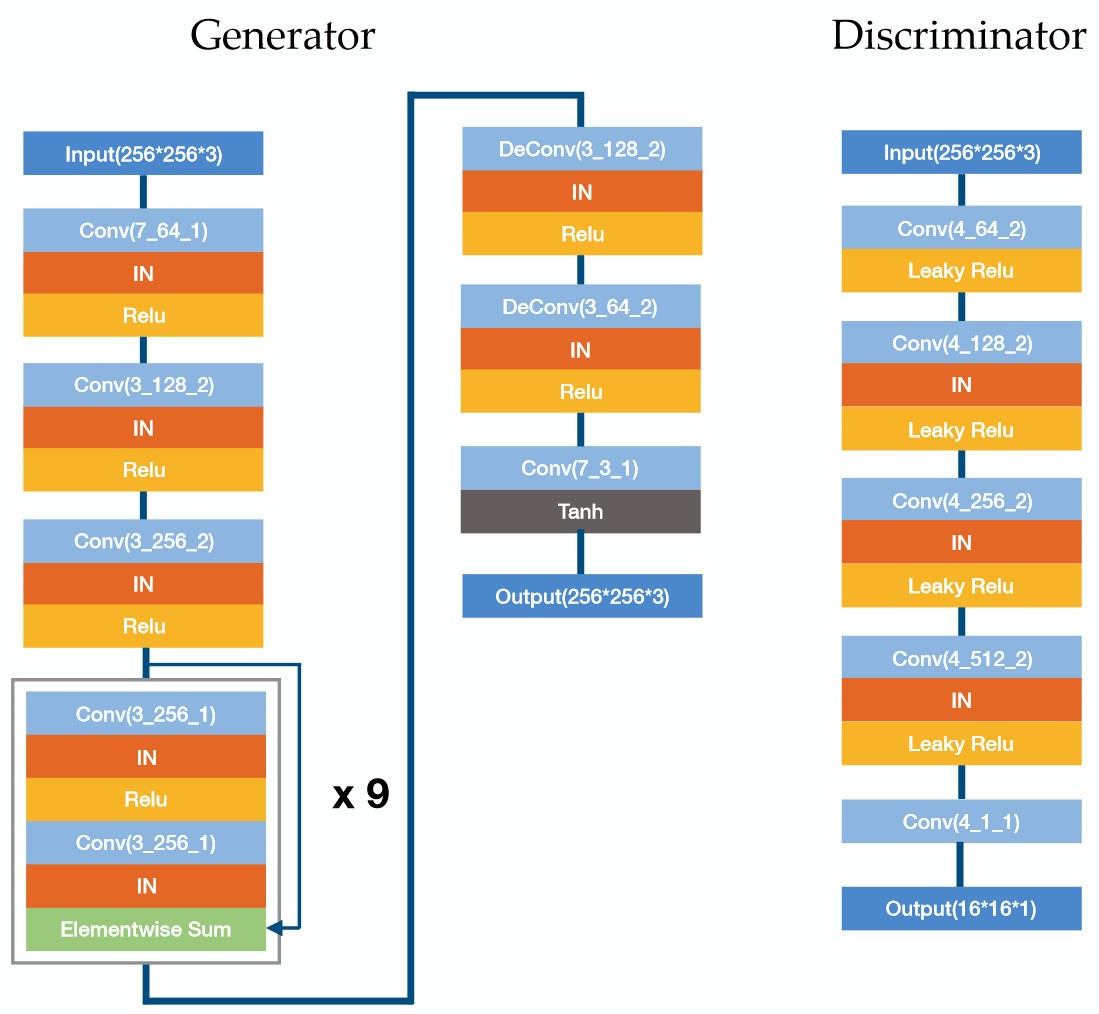 Generator
Input(256*256*3)
Conv(7_64_1)
IN
Relu
Conv(3_128_2)
IN
Relu
Conv(3_256_2)
IN
Relu
Conv(3_256_1)
IN
Relu
Conv(3_256_1)
IN
Elementwise Sum
x 9
DeConv(3_128_2)
IN
Relu
DeConv(3_64_2)
IN
Relu
Conv(7_3_1)
Tanh
Output(256*256*3)
Discriminator
Input(256*256*3)
Conv(4_64_2)
Leaky Relu
Conv(4_128_2)
IN
Leaky Relu
Conv(4_256_2)
IN
Leaky Relu
Conv(4_512_2)
IN
Leaky Relu
Conv(4_1_1)
Output(16*16*1)